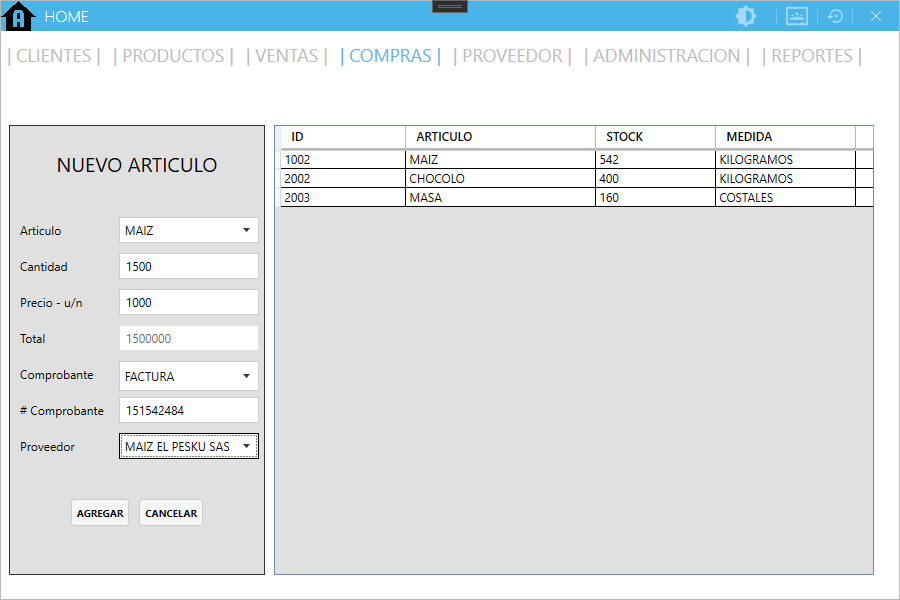 HOME
| CLIENTES | | PRODUCTOS | | VENTAS | | COMPRAS | | PROVEEDOR | | ADMINISTRACION | | REPORTES |
NUEVO ARTICULO
Articulo MAIZ
Cantidad 1500
Precio - u/n 1000
Total 1500000
Comprobante FACTURA
# Comprobante 151542484
Proveedor MAIZ EL PESKU SAS
AGREGAR CANCELAR
ID ARTICULO STOCK MEDIDA
1002 MAIZ 542 KILOGRAMOS
2002 CHOCOLO 400 KILOGRAMOS
2003 MASA 160 COSTALES